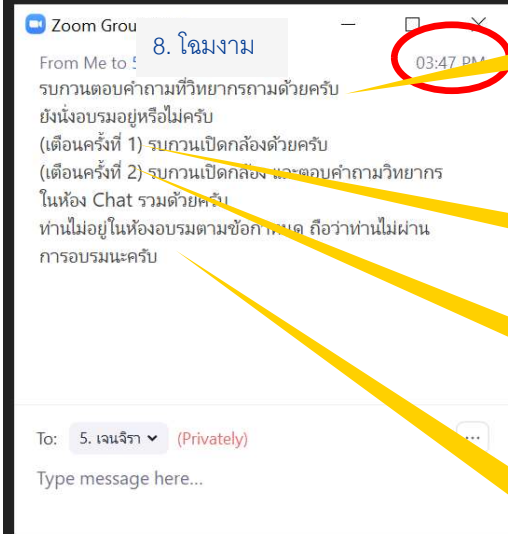 Zoom Grou
8. โฉมงาม
From Me to 5
03:47 PM
รบกวนตอบคำถามที่วิทยากรถามด้วยครับ
ยังนั่งอบรมอยู่หรือไม่ครับ
(เตือนครั้งที่ 1) รบกวนเปิดกล้องด้วยครับ
(เตือนครั้งที่ 2) รบกวนเปิดกล้อง และตอบคำถามวิทยากร
ในห้อง Chat รวมด้วยครับ
ท่านไม่อยู่ในห้องอบรมตามข้อกำหนด ถือว่าท่านไม่ผ่าน
การอบรมนะครับ
To: 5. เจนจิรา (Privately)
Type message here...